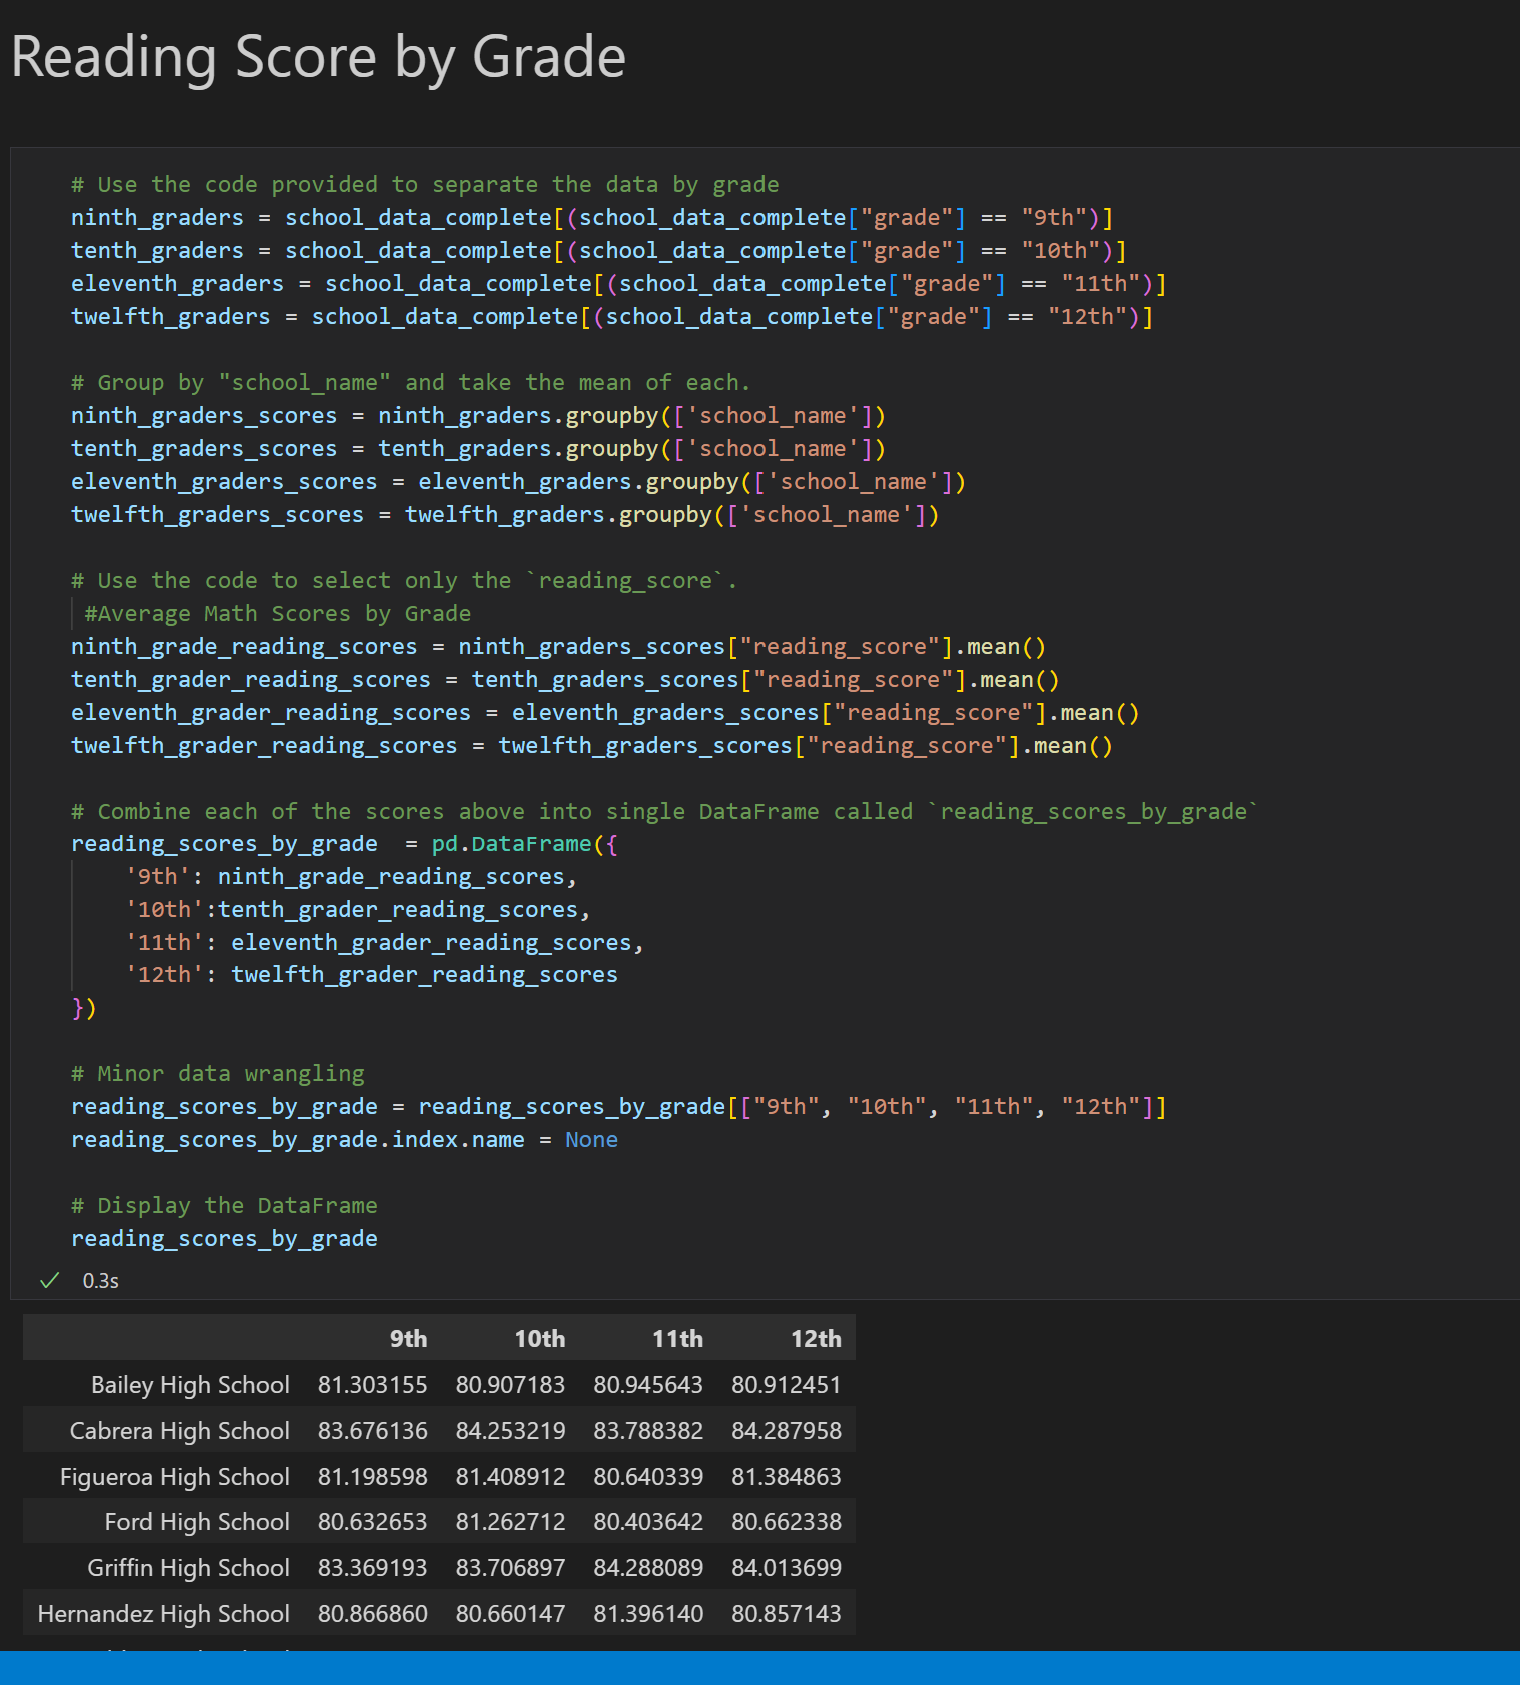 Reading Score by Grade
# Use the code provided to separate the data by grade
ninth_graders = school_data_complete[(school_data_complete["grade"] == "9th")]
tenth_graders = school_data_complete[(school_data_complete["grade"] == "10th")]
eleventh_graders = school_data_complete[(school_data_complete["grade"] == "11th")]
twelfth_graders = school_data_complete[(school_data_complete["grade"] == "12th")]
# Group by "school_name" and take the mean of each.
ninth_graders_scores = ninth_graders.groupby(['school_name'])
tenth_graders_scores = tenth_graders.groupby(['school_name'])
eleventh_graders_scores = eleventh_graders.groupby(['school_name'])
twelfth_graders_scores = twelfth_graders.groupby(['school_name'])
# Use the code to select only the `reading_score`.
#Average Math Scores by Grade
ninth_grade_reading_scores = ninth_graders_scores["reading_score"].mean()
tenth_grader_reading_scores = tenth_graders_scores["reading_score"].mean()
eleventh_grader_reading_scores = eleventh_graders_scores["reading_score"].mean()
twelfth_grader_reading_scores = twelfth_graders_scores["reading_score"].mean()
# Combine each of the scores above into single DataFrame called `reading_scores_by_grade`
reading_scores_by_grade  = pd.DataFrame({
'9th': ninth_grade_reading_scores,
'10th':tenth_grader_reading_scores,
'11th': eleventh_grader_reading_scores,
'12th': twelfth_grader_reading_scores
})
# Minor data wrangling
reading_scores_by_grade = reading_scores_by_grade[["9th", "10th", "11th", "12th"]]
reading_scores_by_grade.index.name = None
# Display the DataFrame
reading_scores_by_grade
0.3s
9th 10th 11th 12th
Bailey High School 81.303155 80.907183 80.945643 80.912451
Cabrera High School 83.676136 84.253219 83.788382 84.287958
Figueroa High School 81.198598 81.408912 80.640339 81.384863
Ford High School 80.632653 81.262712 80.403642 80.662338
Griffin High School 83.369193 83.706897 84.288089 84.013699
Hernandez High School 80.866860 80.660147 81.396140 80.857143